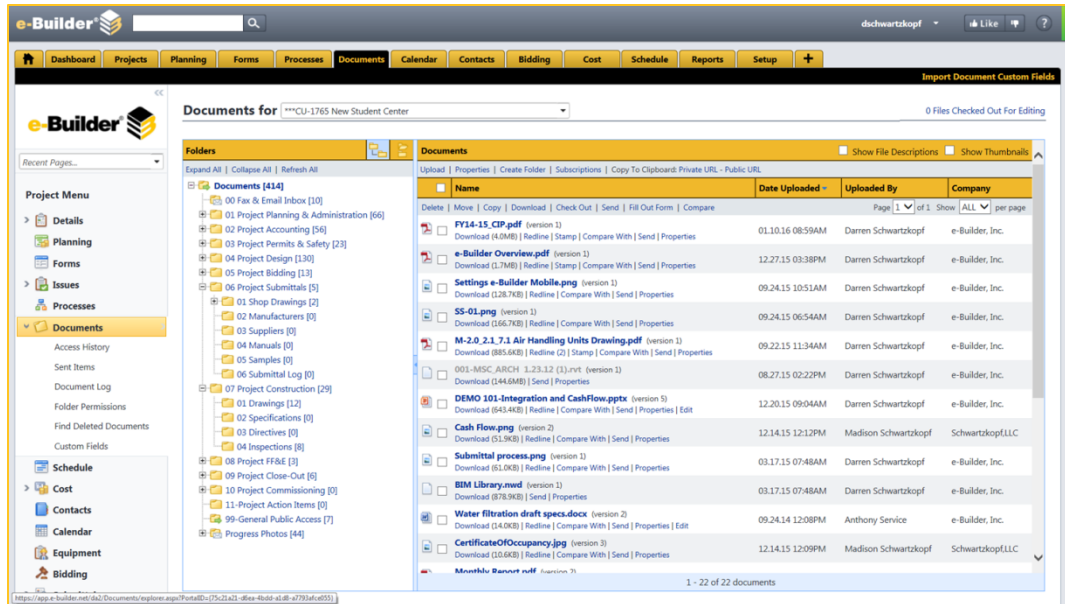 e-Builder
dschwartzkopf
Like
?
Dashboard Projects Planning Forms Processes Documents Calendar Contacts Bidding Cost Schedule Reports Setup +
Import Document Custom Fields
e-Builder
Recent Pages...
Project Menu
Details
Planning
Forms
Issues
Processes
Documents
Access History
Sent Items
Document Log
Folder Permissions
Find Deleted Documents
Custom Fields
Schedule
Cost
Contacts
Calendar
Equipment
Bidding
Documents for ***CU-1765 New Student Center
0 Files Checked Out For Editing
Folders
Expand All | Collapse All | Refresh All
Documents [414]
00 Fax & Email Inbox [10]
01 Project Planning & Administration [66]
02 Project Accounting [56]
03 Project Permits & Safety [23]
04 Project Design [130]
05 Project Bidding [13]
06 Project Submittals [5]
01 Shop Drawings [2]
02 Manufacturers [0]
03 Suppliers [0]
04 Manuals [0]
05 Samples [0]
06 Submittal Log [0]
07 Project Construction [29]
01 Drawings [12]
02 Specifications [0]
03 Directives [0]
04 Inspections [8]
08 Project FF&E [3]
09 Project Close-Out [6]
10 Project Commissioning [0]
11-Project Action Items [0]
99-General Public Access [7]
Progress Photos [44]
Documents Show File Descriptions Show Thumbnails
Upload | Properties | Create Folder | Subscriptions | Copy To Clipboard: Private URL - Public URL
Name Date Uploaded Uploaded By Company
Delete | Move | Copy | Download | Check Out | Send | Fill Out Form | Compare Page 1 of 1 Show ALL per page
FY14-15_CIP.pdf (version 1)
Download (4.0MB) | Redline | Stamp | Compare With | Send | Properties
01.10.16 08:59AM Darren Schwartzkopf e-Builder, Inc.
e-Builder Overview.pdf (version 1)
Download (1.7MB) | Redline | Stamp | Compare With | Send | Properties
12.27.15 03:38PM Darren Schwartzkopf e-Builder, Inc.
Settings e-Builder Mobile.png (version 1)
Download (128.7KB) | Redline | Compare With | Send | Properties
09.24.15 10:51AM Darren Schwartzkopf e-Builder, Inc.
SS-01.png (version 1)
Download (166.7KB) | Redline | Compare With | Send | Properties
09.24.15 06:54AM Darren Schwartzkopf e-Builder, Inc.
M-2.0_2.1_7.1 Air Handling Units Drawing.pdf (version 1)
Download (885.6KB) | Redline (2) | Stamp | Compare With | Send | Properties
09.22.15 11:34AM Darren Schwartzkopf e-Builder, Inc.
001-MSC_ARCH 1.23.12 (1).rvt (version 1)
Download (144.6MB) | Send | Properties
08.27.15 02:22PM Darren Schwartzkopf e-Builder, Inc.
DEMO 101-Integration and CashFlow.pptx (version 5)
Download (643.4KB) | Redline | Compare With | Send | Properties | Edit
12.20.15 09:04AM Darren Schwartzkopf e-Builder, Inc.
Cash Flow.png (version 2)
Download (51.9KB) | Redline | Compare With | Send | Properties
12.14.15 12:12PM Madison Schwartzkopf Schwartzkopf,LLC
Submittal process.png (version 1)
Download (61.0KB) | Redline | Compare With | Send | Properties
03.17.15 07:48AM Darren Schwartzkopf e-Builder, Inc.
BIM Library.nwd (version 1)
Download (878.9KB) | Send | Properties
03.17.15 07:48AM Darren Schwartzkopf e-Builder, Inc.
Water filtration draft specs.docx (version 2)
Download (14.0KB) | Redline | Compare With | Send | Properties | Edit
09.24.14 12:08PM Anthony Service e-Builder, Inc.
CertificateOfOccupancy.jpg (version 3)
Download (10.6KB) | Redline | Compare With | Send | Properties
12.14.15 12:09PM Madison Schwartzkopf Schwartzkopf,LLC
Monthly Report.pdf (version 2)
1 - 22 of 22 documents